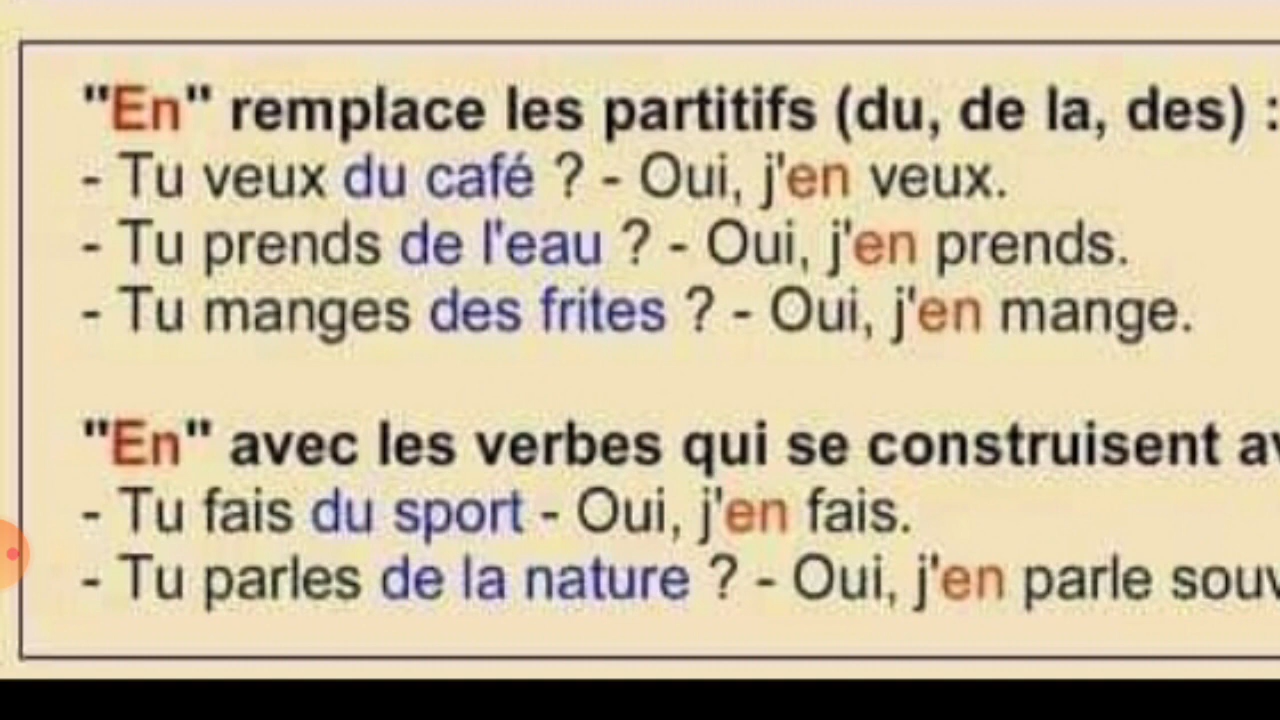 "En" remplace les partitifs (du, de la, des) :
- Tu veux du café ? - Oui, j'en veux.
- Tu prends de l'eau ? - Oui, j'en prends.
- Tu manges des frites ? - Oui, j'en mange.
"En" avec les verbes qui se construisent
- Tu fais du sport - Oui, j'en fais.
- Tu parles de la nature ? - Oui, j'en parle